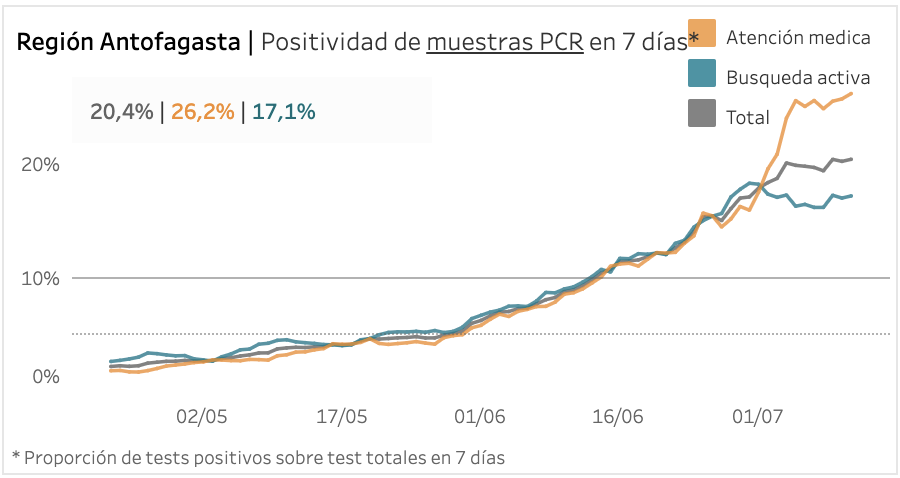 Región Antofagasta | Positividad de muestras PCR en 7 días*
Atención medica
Busqueda activa
Total
20,4% | 26,2% | 17,1%
20%
10%
0%
02/05 17/05 01/06 16/06 01/07
* Proporción de tests positivos sobre test totales en 7 días